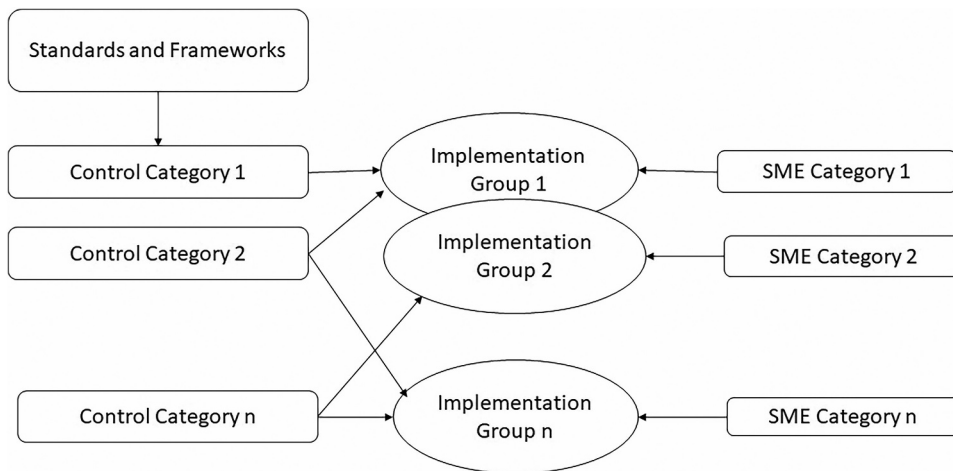 Standards and Frameworks
Control Category 1
Implementation
Group 1
SME Category 1
Control Category 2
Implementation
Group 2
SME Category 2
Control Category n
Implementation
Group n
SME Category n